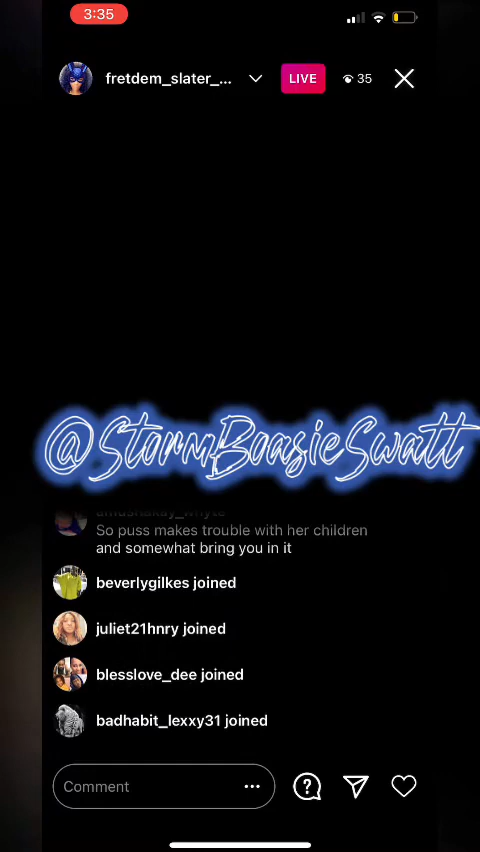 3:35
fretdem_slater_...
LIVE
35
@StormBoasieSwatt
amushakay_whyte
So puss makes trouble with her children
and somewhat bring you in it
beverlygilkes joined
juliet21hnry joined
blesslove_dee joined
badhabit_lexxy31 joined
Comment